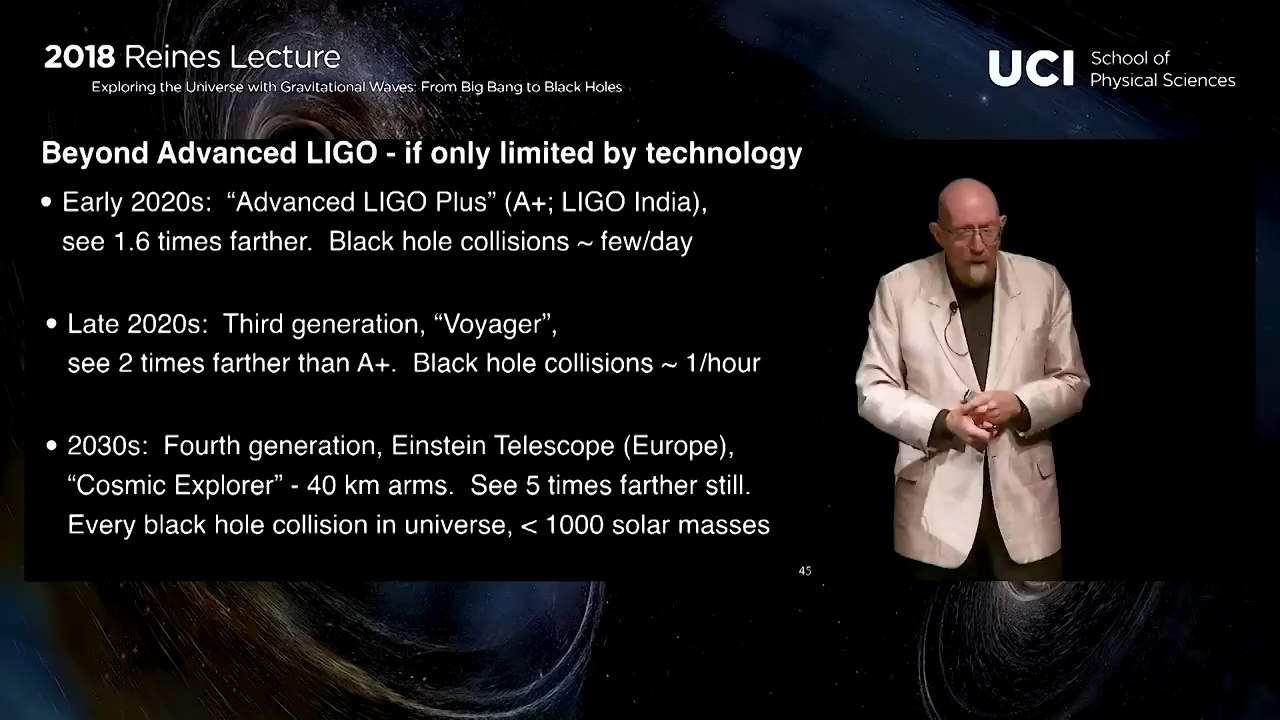 2018 Reines Lecture
Exploring the Universe with Gravitational Waves: From Big Bang to Black Holes
UCI School of
Physical Sciences
Beyond Advanced LIGO - if only limited by technology
• Early 2020s: “Advanced LIGO Plus” (A+; LIGO India),
see 1.6 times farther. Black hole collisions ~ few/day
• Late 2020s: Third generation, “Voyager”,
see 2 times farther than A+. Black hole collisions ~ 1/hour
• 2030s: Fourth generation, Einstein Telescope (Europe),
“Cosmic Explorer” - 40 km arms. See 5 times farther still.
Every black hole collision in universe, < 1000 solar masses
45